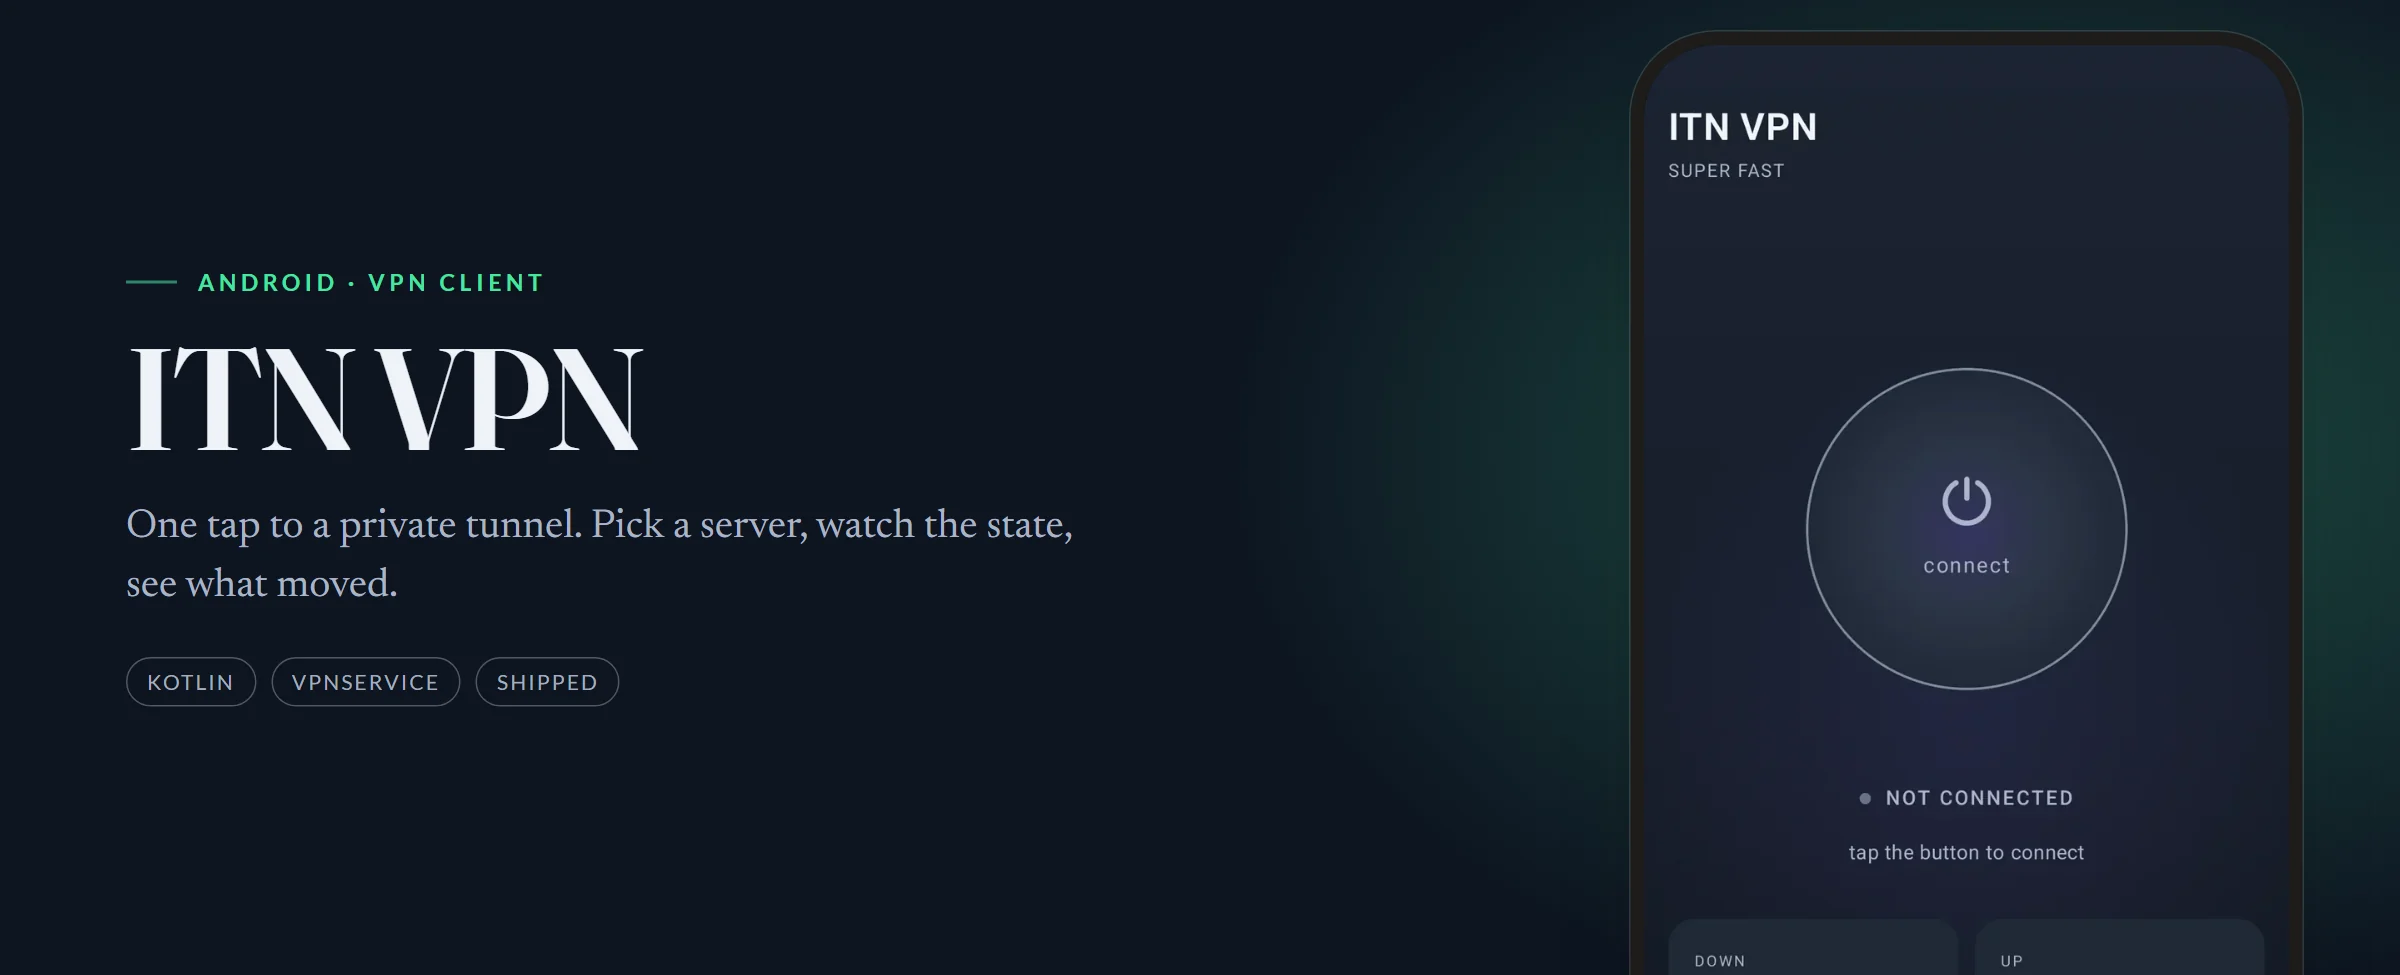 ANDROID · VPN CLIENT
ITN VPN
One tap to a private tunnel. Pick a server, watch the state,
see what moved.
KOTLIN
VPNSERVICE
SHIPPED
ITN VPN
SUPER FAST
connect
NOT CONNECTED
tap the button to connect
DOWN
UP